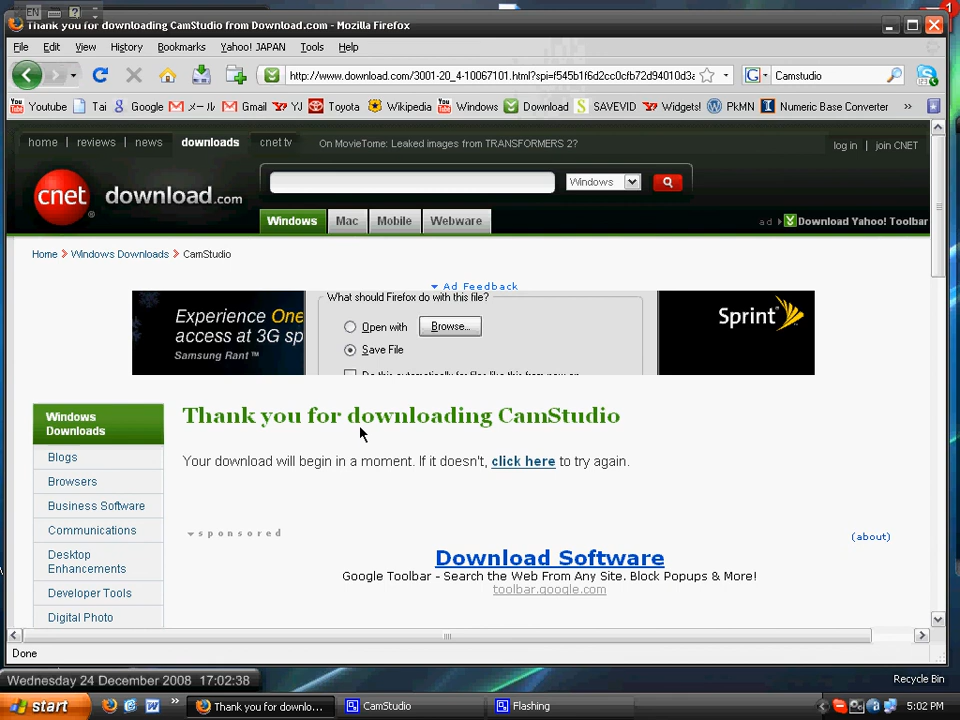 EN
Thank you for downloading CamStudio from Download.com - Mozilla Firefox
File Edit View History Bookmarks Yahoo! JAPAN Tools Help
http://www.download.com/3001-20_4-10067101.html?spi=f545b1f6d2cc0cfb72d94010d3a
Camstudio
Youtube Tai Google メール Gmail YJ Toyota Wikipedia Windows Download SAVEVID Widgets! PkMN Numeric Base Converter »
home | reviews | news downloads cnet tv On MovieTome: Leaked images from TRANSFORMERS 2? log in | join CNET
cnet download.com
Windows
Windows Mac Mobile Webware
ad Download Yahoo! Toolbar
Home > Windows Downloads > CamStudio
Ad Feedback
What should Firefox do with this file?
Open with Browse...
Save File
Experience One
access at 3G sp
Samsung Rant™
Sprint
Thank you for downloading CamStudio
Your download will begin in a moment. If it doesn't, click here to try again.
Windows Downloads
Blogs
Browsers
Business Software
Communications
Desktop Enhancements
Developer Tools
Digital Photo
sponsored
(about)
Download Software
Google Toolbar - Search the Web From Any Site. Block Popups & More!
toolbar.google.com
Done
Wednesday 24 December 2008 17:02:38
Recycle Bin
start
Thank you for downlo...
CamStudio
Flashing
5:02 PM